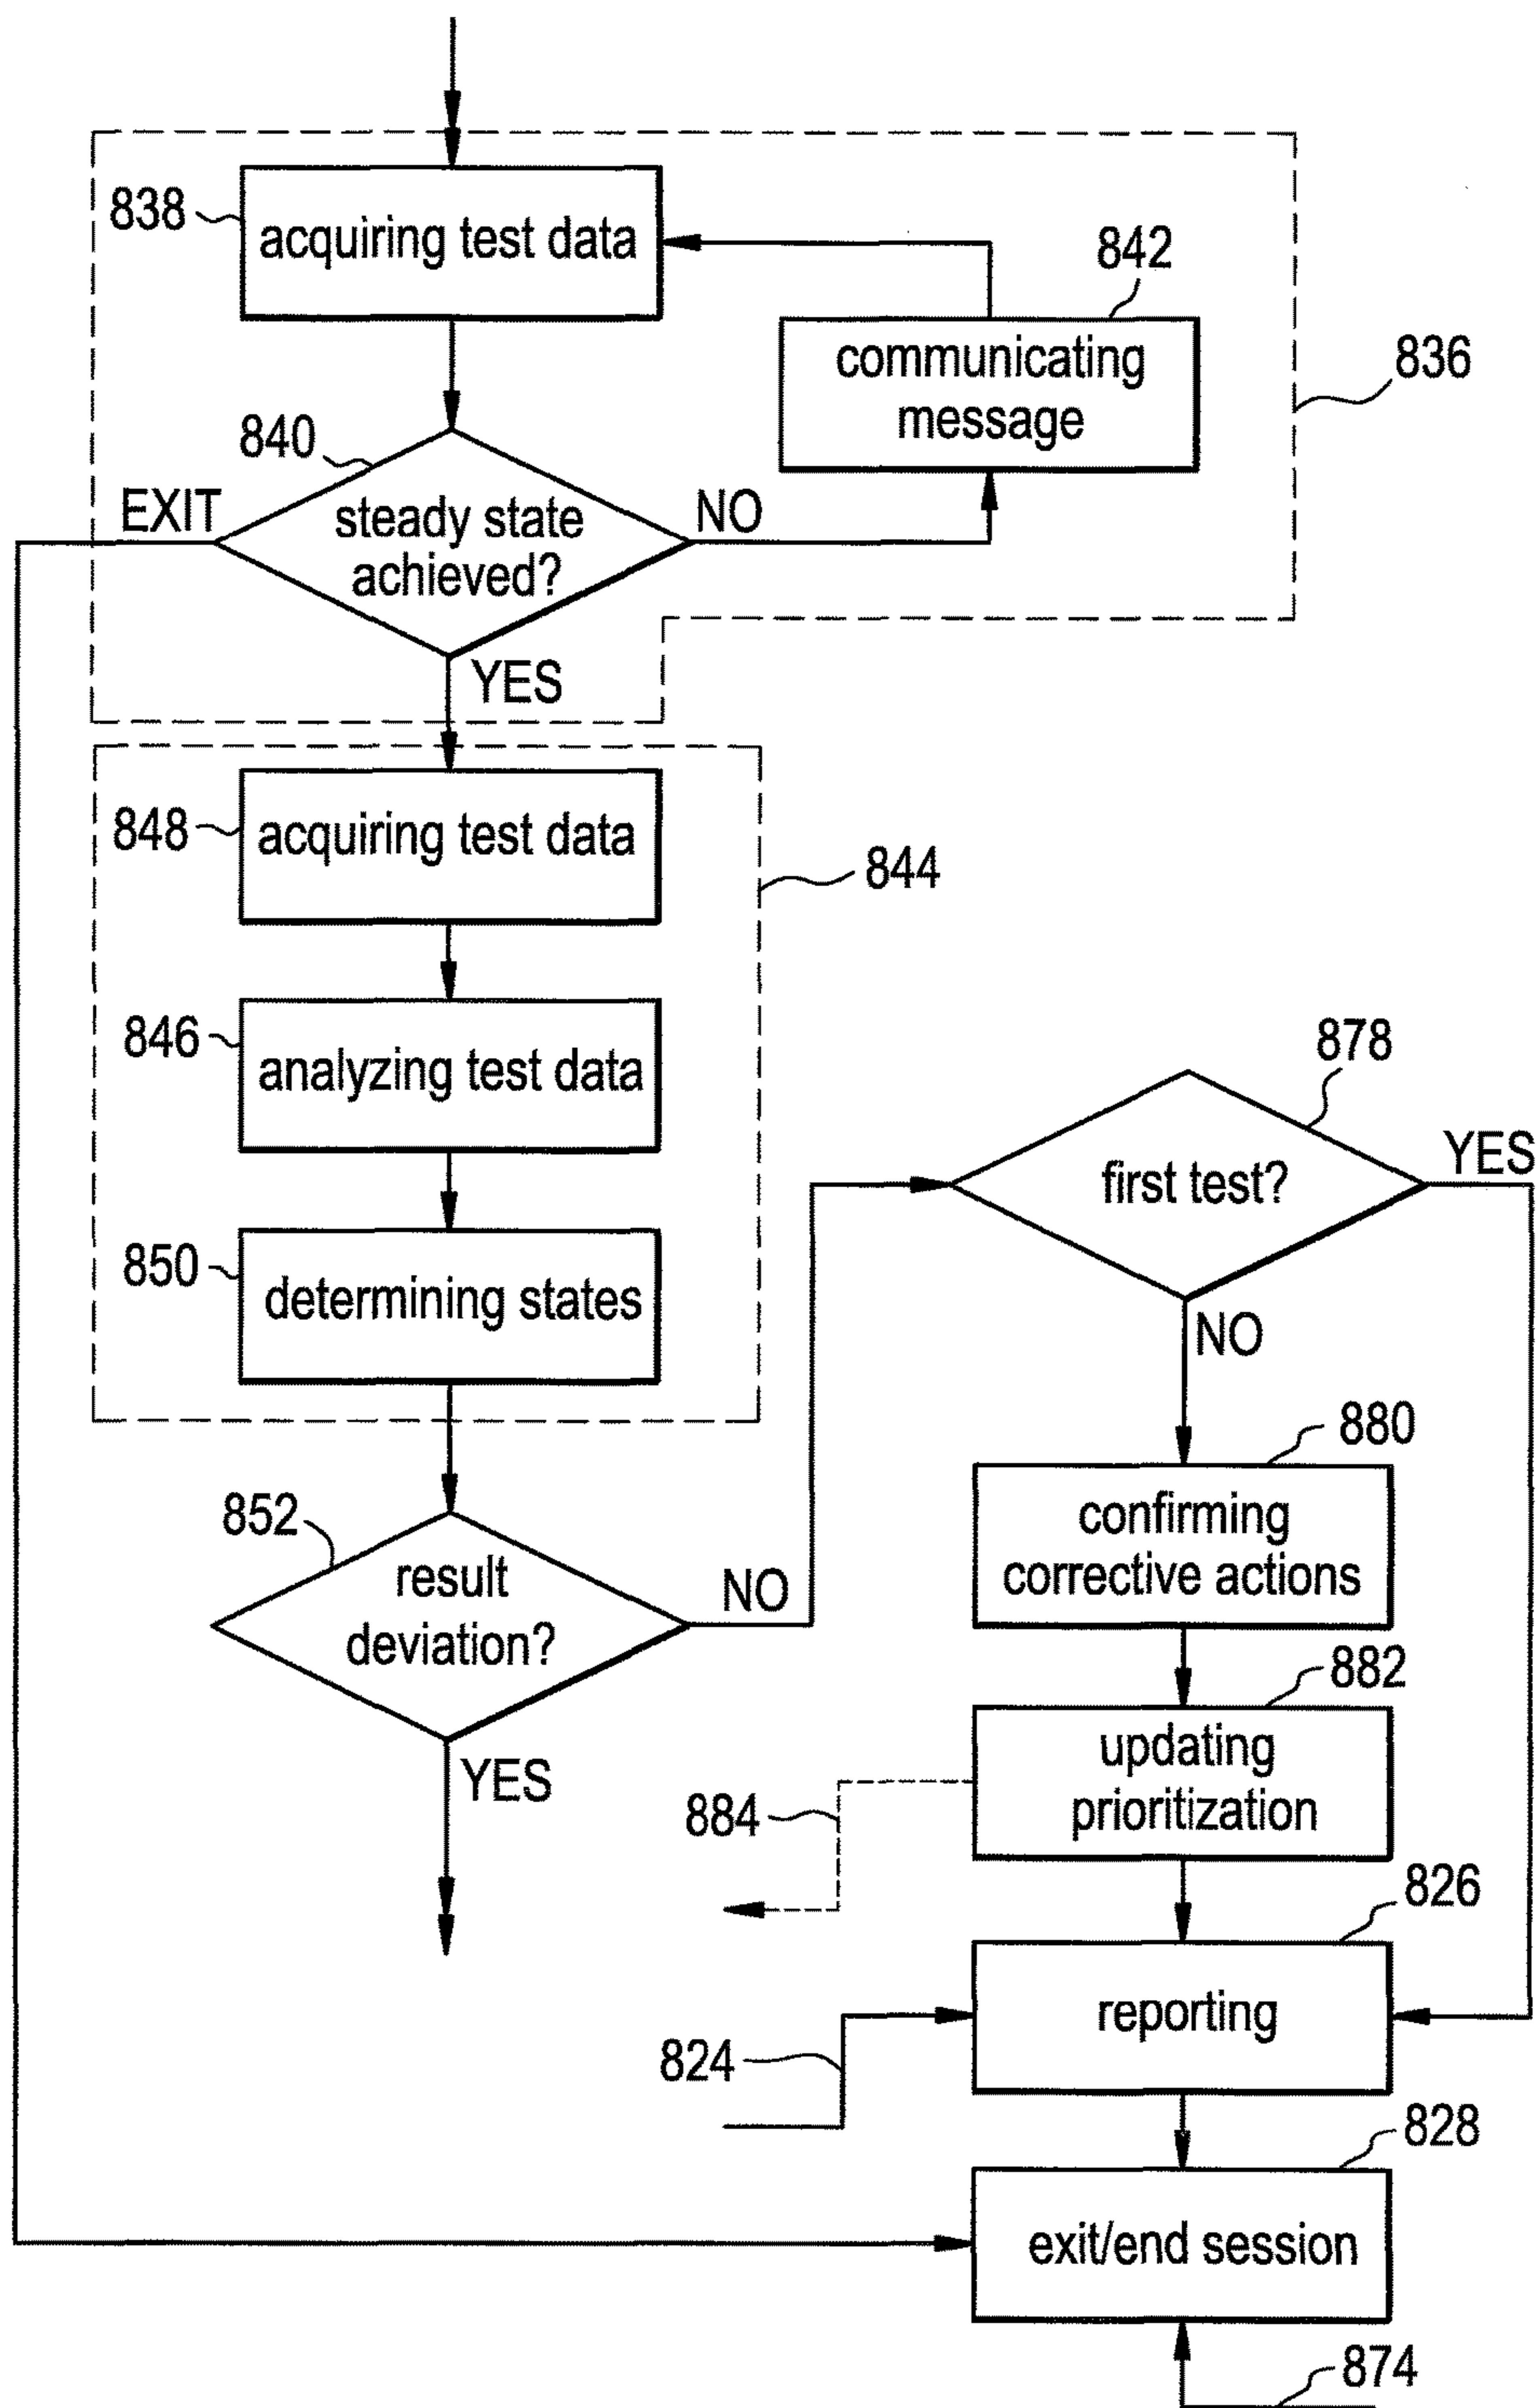 838
acquiring test data
842
communicating
message
836
840
EXIT
steady state
achieved?
NO
YES
848
acquiring test data
844
846
analyzing test data
878
YES
first test?
850
determining states
NO
880
852
result
deviation?
NO
confirming
corrective actions
882
YES
updating
prioritization
884
826
reporting
824
828
exit/end session
874